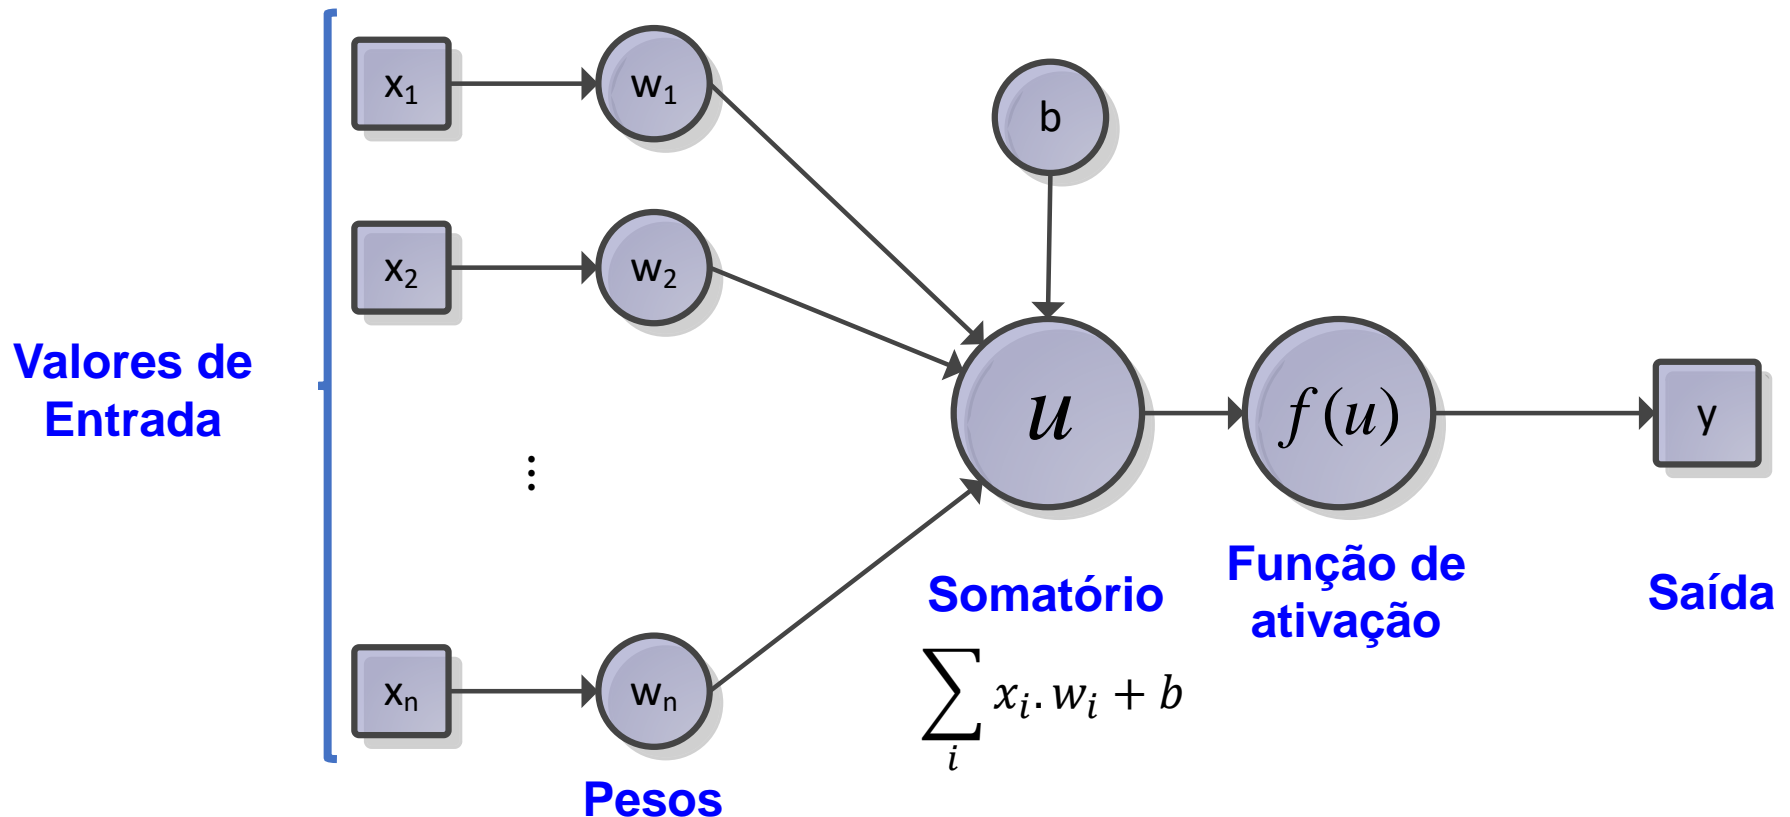 x₁
w₁
b
x₂
w₂
Valores de
Entrada
u
f(u)
y
⋮
Somatório
Função de
ativação
Saída
xₙ
wₙ
∑ᵢ xᵢ. wᵢ + b
Pesos